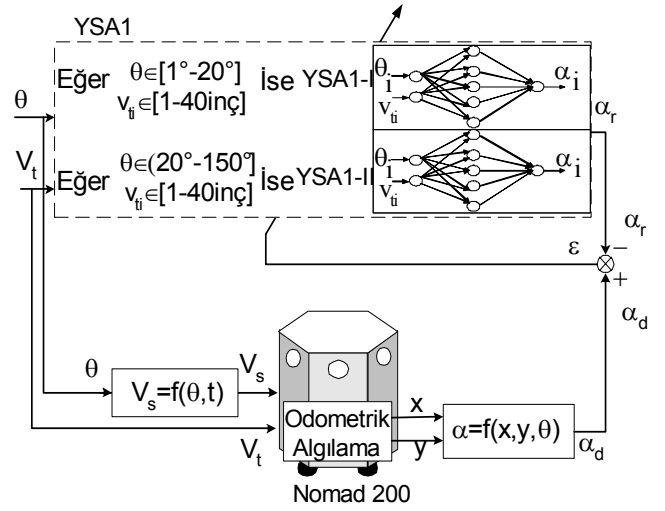 YSA1
Eğer θ∈[1°-20°] İse YSA1-I
v_ti∈[1-40inç]
θ_i
v_ti
α_i
θ
α_r
V_t
Eğer θ∈(20°-150°] İse YSA1-II
v_ti∈[1-40inç]
θ_i
v_ti
α_i
α_r
ε
−
+
α_d
θ
V_s=f(θ,t)
V_s
V_t
Odometrik
Algılama
x
y
α=f(x,y,θ)
α_d
Nomad 200